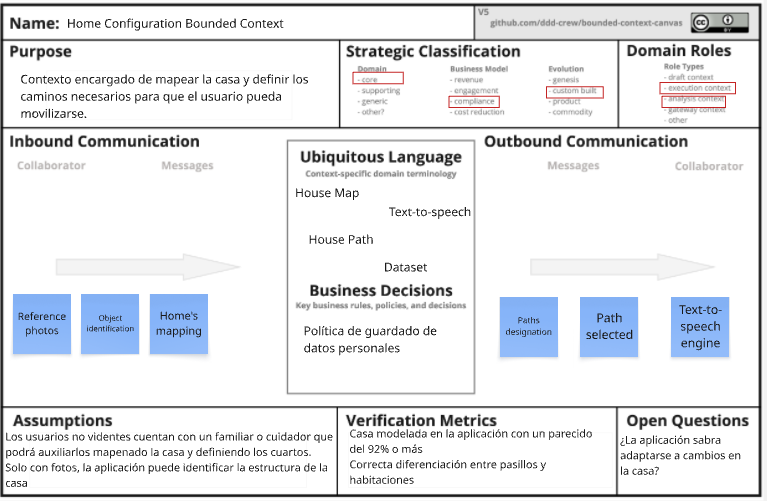 Name: Home Configuration Bounded Context
V5
github.com/ddd-crew/bounded-context-canvas
CC
BY
Purpose
Contexto encargado de mapear la casa y definir los
caminos necesarios para que el usuario pueda
movilizarse.
Strategic Classification
Domain
- core
- supporting
- generic
- other?
Business Model
- revenue
- engagement
- compliance
- cost reduction
Evolution
- genesis
- custom built
- product
- commodity
Domain Roles
Role Types
- draft context
- execution context
- analysis context
- gateway context
- other
Inbound Communication
Collaborator
Messages
Reference
photos
Object
identification
Home's
mapping
Ubiquitous Language
Context-specific domain terminology
House Map
Text-to-speech
House Path
Dataset
Business Decisions
Key business rules, policies, and decisions
Política de guardado de
datos personales
Outbound Communication
Messages
Collaborator
Paths
designation
Path
selected
Text-to-
speech
engine
Assumptions
Los usuarios no videntes cuentan con un familiar o cuidador que
podrá auxiliarlos mapenado la casa y definiendo los cuartos.
Solo con fotos, la aplicación puede identificar la estructura de la
casa
Verification Metrics
Casa modelada en la aplicación con un parecido
del 92% o más
Correcta diferenciación entre pasillos y
habitaciones
Open Questions
¿La aplicación sabra
adaptarse a cambios en
la casa?